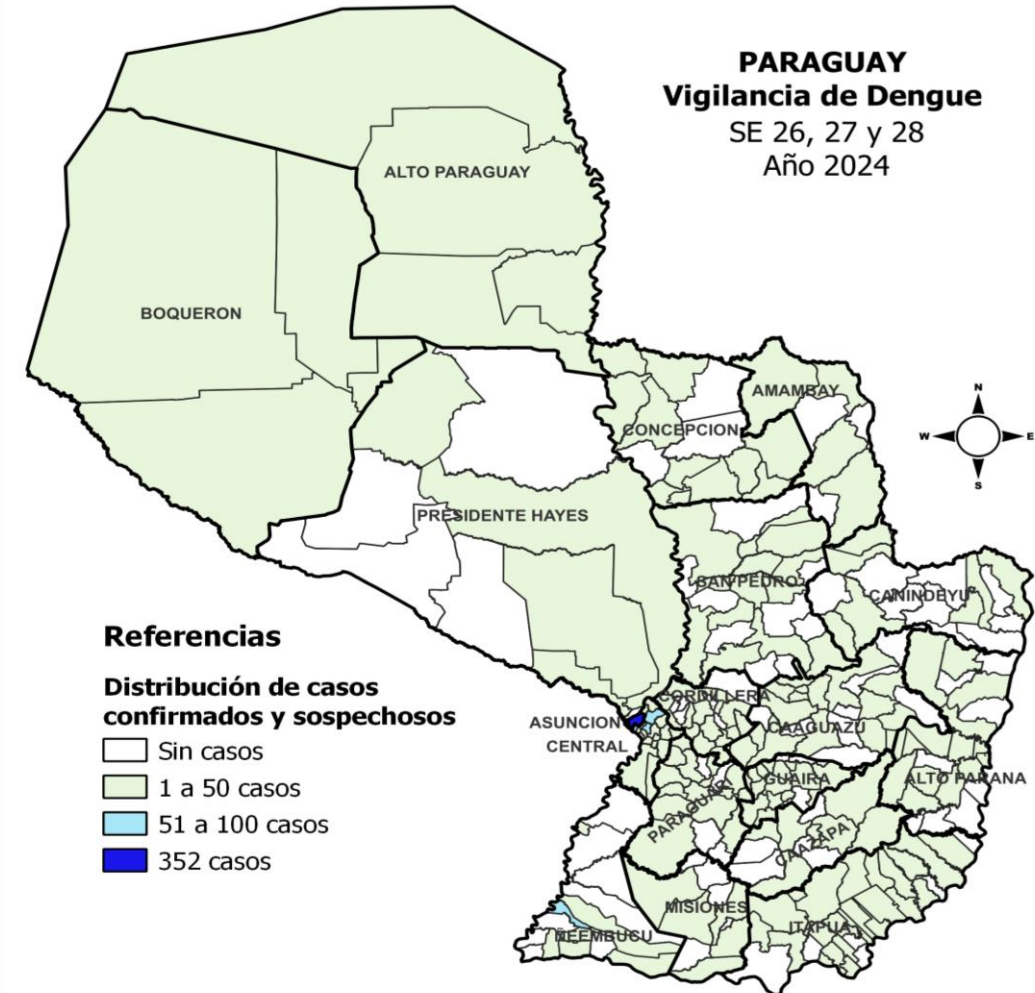 PARAGUAY
Vigilancia de Dengue
SE 26, 27 y 28
Año 2024
ALTO PARAGUAY
BOQUERON
AMAMBAY
CONCEPCION
N
W
E
S
PRESIDENTE HAYES
SAN PEDRO
CANINDEYU
Referencias
Distribución de casos
confirmados y sospechosos
Sin casos
1 a 50 casos
51 a 100 casos
352 casos
CORDILLERA
ASUNCION
CENTRAL
CAAGUAZU
GUAIRA
ALTO PARANA
PARAGUARI
CAAZAPA
MISIONES
ITAPUA
ÑEEMBUCU